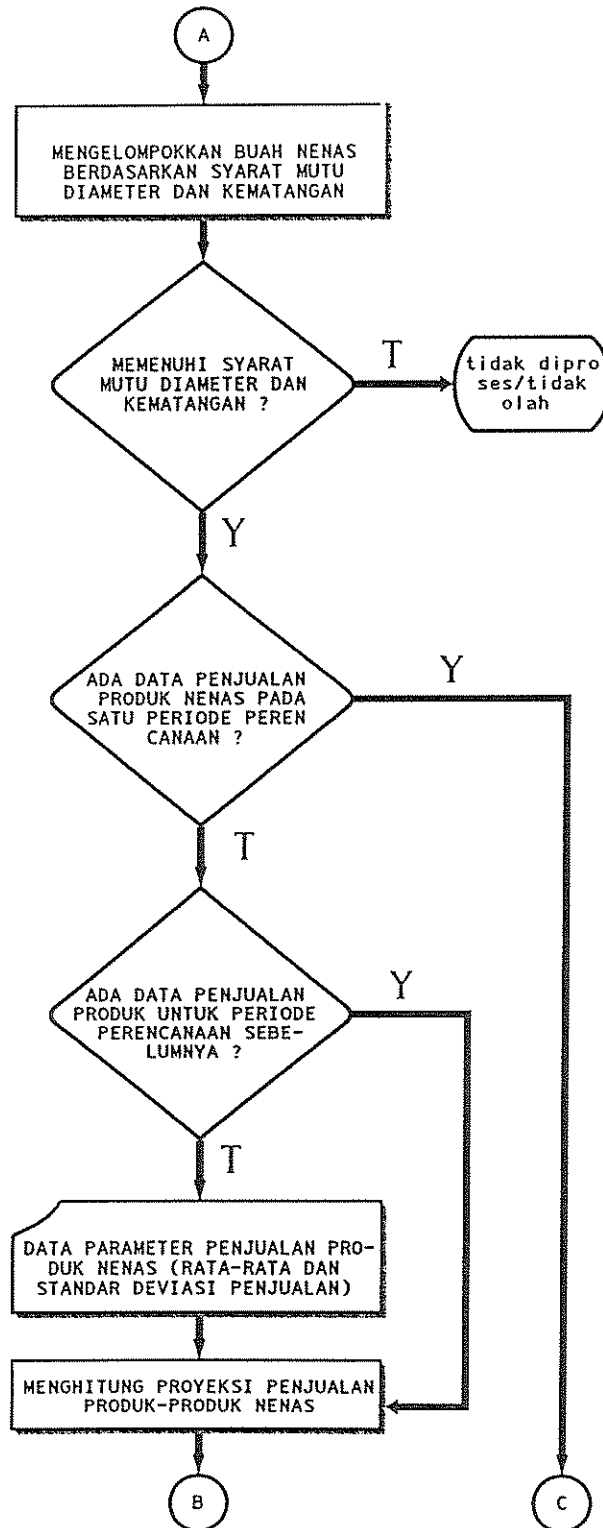 A
MENGELOMPOKKAN BUAH NENAS
BERDASARKAN SYARAT MUTU
DIAMETER DAN KEMATANGAN
MEMENUHI SYARAT
MUTU DIAMETER DAN
KEMATANGAN ?
T
tidak dipro
ses/tidak
olah
Y
ADA DATA PENJUALAN
PRODUK NENAS PADA
SATU PERIODE PEREN
CANAAN ?
Y
T
ADA DATA PENJUALAN
PRODUK UNTUK PERIODE
PERENCANAAN SEBE-
LUMNYA ?
Y
T
DATA PARAMETER PENJUALAN PRO-
DUK NENAS (RATA-RATA DAN
STANDAR DEVIASI PENJUALAN)
MENGHITUNG PROYEKSI PENJUALAN
PRODUK-PRODUK NENAS
B
C